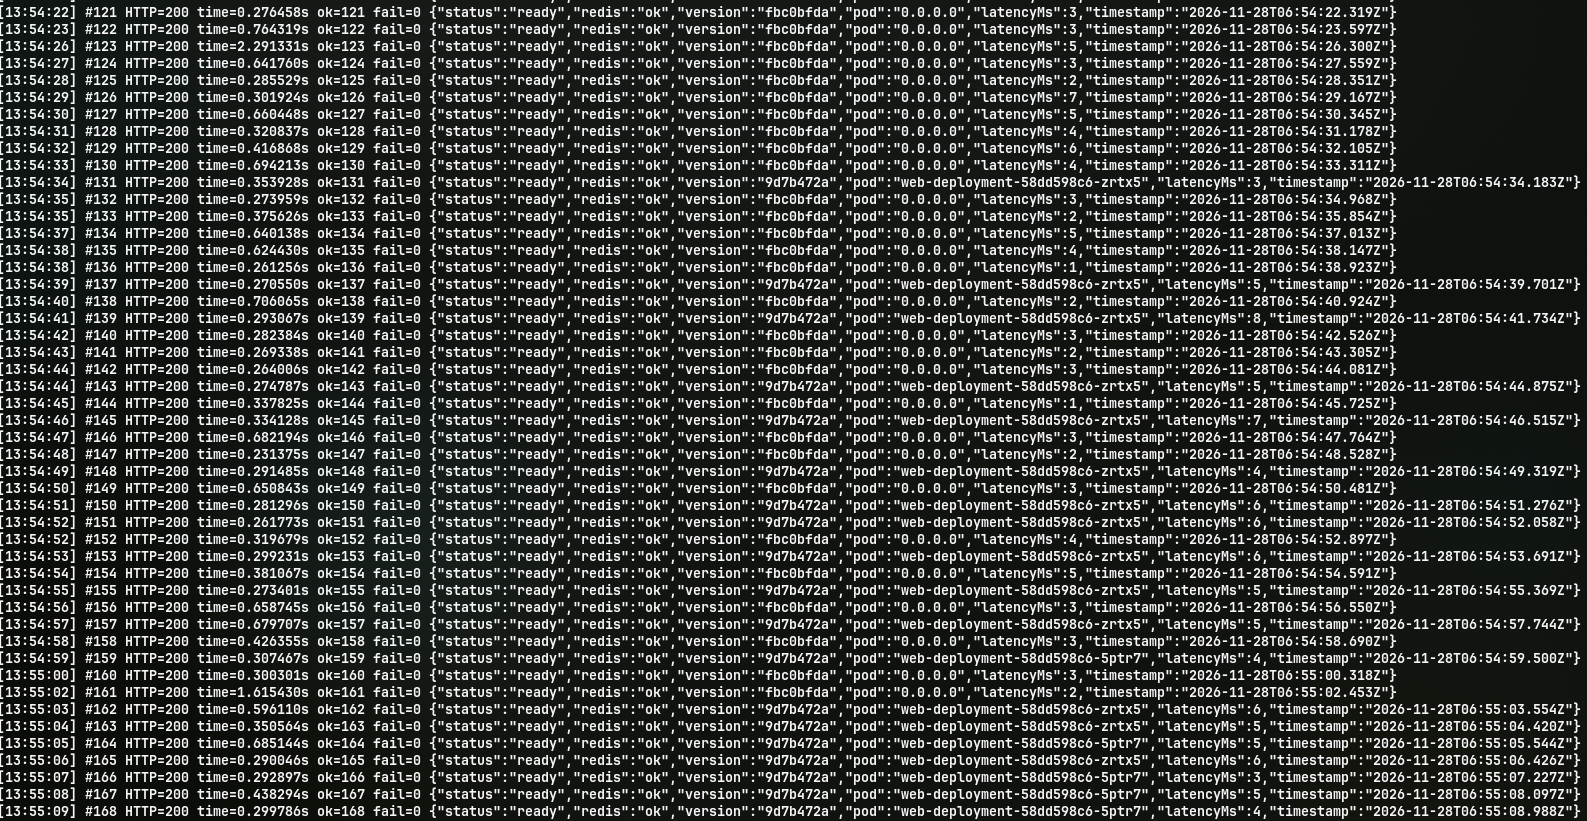 [13:54:22] #121 HTTP=200 time=0.276458s ok=121 fail=0 {"status":"ready","redis":"ok","version":"fbc0bfda","pod":"0.0.0.0","latencyMs":3,"timestamp":"2026-11-28T06:54:22.319Z"}
[13:54:23] #122 HTTP=200 time=0.764319s ok=122 fail=0 {"status":"ready","redis":"ok","version":"fbc0bfda","pod":"0.0.0.0","latencyMs":3,"timestamp":"2026-11-28T06:54:23.597Z"}
[13:54:26] #123 HTTP=200 time=2.291331s ok=123 fail=0 {"status":"ready","redis":"ok","version":"fbc0bfda","pod":"0.0.0.0","latencyMs":5,"timestamp":"2026-11-28T06:54:26.300Z"}
[13:54:27] #124 HTTP=200 time=0.641760s ok=124 fail=0 {"status":"ready","redis":"ok","version":"fbc0bfda","pod":"0.0.0.0","latencyMs":3,"timestamp":"2026-11-28T06:54:27.559Z"}
[13:54:28] #125 HTTP=200 time=0.285529s ok=125 fail=0 {"status":"ready","redis":"ok","version":"fbc0bfda","pod":"0.0.0.0","latencyMs":2,"timestamp":"2026-11-28T06:54:28.351Z"}
[13:54:29] #126 HTTP=200 time=0.301924s ok=126 fail=0 {"status":"ready","redis":"ok","version":"fbc0bfda","pod":"0.0.0.0","latencyMs":7,"timestamp":"2026-11-28T06:54:29.167Z"}
[13:54:30] #127 HTTP=200 time=0.660448s ok=127 fail=0 {"status":"ready","redis":"ok","version":"fbc0bfda","pod":"0.0.0.0","latencyMs":5,"timestamp":"2026-11-28T06:54:30.345Z"}
[13:54:31] #128 HTTP=200 time=0.320837s ok=128 fail=0 {"status":"ready","redis":"ok","version":"fbc0bfda","pod":"0.0.0.0","latencyMs":4,"timestamp":"2026-11-28T06:54:31.178Z"}
[13:54:32] #129 HTTP=200 time=0.416868s ok=129 fail=0 {"status":"ready","redis":"ok","version":"fbc0bfda","pod":"0.0.0.0","latencyMs":6,"timestamp":"2026-11-28T06:54:32.105Z"}
[13:54:33] #130 HTTP=200 time=0.694213s ok=130 fail=0 {"status":"ready","redis":"ok","version":"fbc0bfda","pod":"0.0.0.0","latencyMs":4,"timestamp":"2026-11-28T06:54:33.311Z"}
[13:54:34] #131 HTTP=200 time=0.353928s ok=131 fail=0 {"status":"ready","redis":"ok","version":"9d7b472a","pod":"web-deployment-58dd598c6-zrtx5","latencyMs":3,"timestamp":"2026-11-28T06:54:34.183Z"}
[13:54:35] #132 HTTP=200 time=0.273959s ok=132 fail=0 {"status":"ready","redis":"ok","version":"fbc0bfda","pod":"0.0.0.0","latencyMs":3,"timestamp":"2026-11-28T06:54:34.968Z"}
[13:54:35] #133 HTTP=200 time=0.375626s ok=133 fail=0 {"status":"ready","redis":"ok","version":"fbc0bfda","pod":"0.0.0.0","latencyMs":2,"timestamp":"2026-11-28T06:54:35.854Z"}
[13:54:37] #134 HTTP=200 time=0.640138s ok=134 fail=0 {"status":"ready","redis":"ok","version":"fbc0bfda","pod":"0.0.0.0","latencyMs":5,"timestamp":"2026-11-28T06:54:37.013Z"}
[13:54:38] #135 HTTP=200 time=0.624430s ok=135 fail=0 {"status":"ready","redis":"ok","version":"fbc0bfda","pod":"0.0.0.0","latencyMs":4,"timestamp":"2026-11-28T06:54:38.147Z"}
[13:54:38] #136 HTTP=200 time=0.261256s ok=136 fail=0 {"status":"ready","redis":"ok","version":"fbc0bfda","pod":"0.0.0.0","latencyMs":1,"timestamp":"2026-11-28T06:54:38.923Z"}
[13:54:39] #137 HTTP=200 time=0.270550s ok=137 fail=0 {"status":"ready","redis":"ok","version":"9d7b472a","pod":"web-deployment-58dd598c6-zrtx5","latencyMs":5,"timestamp":"2026-11-28T06:54:39.701Z"}
[13:54:40] #138 HTTP=200 time=0.706065s ok=138 fail=0 {"status":"ready","redis":"ok","version":"fbc0bfda","pod":"0.0.0.0","latencyMs":2,"timestamp":"2026-11-28T06:54:40.924Z"}
[13:54:41] #139 HTTP=200 time=0.293067s ok=139 fail=0 {"status":"ready","redis":"ok","version":"9d7b472a","pod":"web-deployment-58dd598c6-zrtx5","latencyMs":8,"timestamp":"2026-11-28T06:54:41.734Z"}
[13:54:42] #140 HTTP=200 time=0.282384s ok=140 fail=0 {"status":"ready","redis":"ok","version":"fbc0bfda","pod":"0.0.0.0","latencyMs":3,"timestamp":"2026-11-28T06:54:42.526Z"}
[13:54:43] #141 HTTP=200 time=0.269338s ok=141 fail=0 {"status":"ready","redis":"ok","version":"fbc0bfda","pod":"0.0.0.0","latencyMs":2,"timestamp":"2026-11-28T06:54:43.305Z"}
[13:54:44] #142 HTTP=200 time=0.264006s ok=142 fail=0 {"status":"ready","redis":"ok","version":"fbc0bfda","pod":"0.0.0.0","latencyMs":3,"timestamp":"2026-11-28T06:54:44.081Z"}
[13:54:44] #143 HTTP=200 time=0.274787s ok=143 fail=0 {"status":"ready","redis":"ok","version":"9d7b472a","pod":"web-deployment-58dd598c6-zrtx5","latencyMs":5,"timestamp":"2026-11-28T06:54:44.875Z"}
[13:54:45] #144 HTTP=200 time=0.337825s ok=144 fail=0 {"status":"ready","redis":"ok","version":"fbc0bfda","pod":"0.0.0.0","latencyMs":1,"timestamp":"2026-11-28T06:54:45.725Z"}
[13:54:46] #145 HTTP=200 time=0.334128s ok=145 fail=0 {"status":"ready","redis":"ok","version":"9d7b472a","pod":"web-deployment-58dd598c6-zrtx5","latencyMs":7,"timestamp":"2026-11-28T06:54:46.515Z"}
[13:54:47] #146 HTTP=200 time=0.682194s ok=146 fail=0 {"status":"ready","redis":"ok","version":"fbc0bfda","pod":"0.0.0.0","latencyMs":3,"timestamp":"2026-11-28T06:54:47.764Z"}
[13:54:48] #147 HTTP=200 time=0.231375s ok=147 fail=0 {"status":"ready","redis":"ok","version":"fbc0bfda","pod":"0.0.0.0","latencyMs":2,"timestamp":"2026-11-28T06:54:48.528Z"}
[13:54:49] #148 HTTP=200 time=0.291485s ok=148 fail=0 {"status":"ready","redis":"ok","version":"9d7b472a","pod":"web-deployment-58dd598c6-zrtx5","latencyMs":4,"timestamp":"2026-11-28T06:54:49.319Z"}
[13:54:50] #149 HTTP=200 time=0.650843s ok=149 fail=0 {"status":"ready","redis":"ok","version":"fbc0bfda","pod":"0.0.0.0","latencyMs":3,"timestamp":"2026-11-28T06:54:50.481Z"}
[13:54:51] #150 HTTP=200 time=0.281296s ok=150 fail=0 {"status":"ready","redis":"ok","version":"9d7b472a","pod":"web-deployment-58dd598c6-zrtx5","latencyMs":6,"timestamp":"2026-11-28T06:54:51.276Z"}
[13:54:52] #151 HTTP=200 time=0.261773s ok=151 fail=0 {"status":"ready","redis":"ok","version":"9d7b472a","pod":"web-deployment-58dd598c6-zrtx5","latencyMs":6,"timestamp":"2026-11-28T06:54:52.058Z"}
[13:54:52] #152 HTTP=200 time=0.319679s ok=152 fail=0 {"status":"ready","redis":"ok","version":"fbc0bfda","pod":"0.0.0.0","latencyMs":4,"timestamp":"2026-11-28T06:54:52.897Z"}
[13:54:53] #153 HTTP=200 time=0.299231s ok=153 fail=0 {"status":"ready","redis":"ok","version":"9d7b472a","pod":"web-deployment-58dd598c6-zrtx5","latencyMs":6,"timestamp":"2026-11-28T06:54:53.691Z"}
[13:54:54] #154 HTTP=200 time=0.381067s ok=154 fail=0 {"status":"ready","redis":"ok","version":"fbc0bfda","pod":"0.0.0.0","latencyMs":5,"timestamp":"2026-11-28T06:54:54.591Z"}
[13:54:55] #155 HTTP=200 time=0.273401s ok=155 fail=0 {"status":"ready","redis":"ok","version":"9d7b472a","pod":"web-deployment-58dd598c6-zrtx5","latencyMs":5,"timestamp":"2026-11-28T06:54:55.369Z"}
[13:54:56] #156 HTTP=200 time=0.658745s ok=156 fail=0 {"status":"ready","redis":"ok","version":"fbc0bfda","pod":"0.0.0.0","latencyMs":3,"timestamp":"2026-11-28T06:54:56.550Z"}
[13:54:57] #157 HTTP=200 time=0.679707s ok=157 fail=0 {"status":"ready","redis":"ok","version":"9d7b472a","pod":"web-deployment-58dd598c6-zrtx5","latencyMs":5,"timestamp":"2026-11-28T06:54:57.744Z"}
[13:54:58] #158 HTTP=200 time=0.426355s ok=158 fail=0 {"status":"ready","redis":"ok","version":"fbc0bfda","pod":"0.0.0.0","latencyMs":3,"timestamp":"2026-11-28T06:54:58.690Z"}
[13:54:59] #159 HTTP=200 time=0.307467s ok=159 fail=0 {"status":"ready","redis":"ok","version":"9d7b472a","pod":"web-deployment-58dd598c6-5ptr7","latencyMs":4,"timestamp":"2026-11-28T06:54:59.500Z"}
[13:55:00] #160 HTTP=200 time=0.300301s ok=160 fail=0 {"status":"ready","redis":"ok","version":"fbc0bfda","pod":"0.0.0.0","latencyMs":3,"timestamp":"2026-11-28T06:55:00.318Z"}
[13:55:02] #161 HTTP=200 time=1.615430s ok=161 fail=0 {"status":"ready","redis":"ok","version":"fbc0bfda","pod":"0.0.0.0","latencyMs":2,"timestamp":"2026-11-28T06:55:02.453Z"}
[13:55:03] #162 HTTP=200 time=0.596110s ok=162 fail=0 {"status":"ready","redis":"ok","version":"9d7b472a","pod":"web-deployment-58dd598c6-zrtx5","latencyMs":6,"timestamp":"2026-11-28T06:55:03.554Z"}
[13:55:04] #163 HTTP=200 time=0.350564s ok=163 fail=0 {"status":"ready","redis":"ok","version":"9d7b472a","pod":"web-deployment-58dd598c6-zrtx5","latencyMs":5,"timestamp":"2026-11-28T06:55:04.420Z"}
[13:55:05] #164 HTTP=200 time=0.685144s ok=164 fail=0 {"status":"ready","redis":"ok","version":"9d7b472a","pod":"web-deployment-58dd598c6-5ptr7","latencyMs":5,"timestamp":"2026-11-28T06:55:05.544Z"}
[13:55:06] #165 HTTP=200 time=0.290046s ok=165 fail=0 {"status":"ready","redis":"ok","version":"9d7b472a","pod":"web-deployment-58dd598c6-zrtx5","latencyMs":6,"timestamp":"2026-11-28T06:55:06.426Z"}
[13:55:07] #166 HTTP=200 time=0.292897s ok=166 fail=0 {"status":"ready","redis":"ok","version":"9d7b472a","pod":"web-deployment-58dd598c6-5ptr7","latencyMs":3,"timestamp":"2026-11-28T06:55:07.227Z"}
[13:55:08] #167 HTTP=200 time=0.438294s ok=167 fail=0 {"status":"ready","redis":"ok","version":"9d7b472a","pod":"web-deployment-58dd598c6-5ptr7","latencyMs":5,"timestamp":"2026-11-28T06:55:08.097Z"}
[13:55:09] #168 HTTP=200 time=0.299786s ok=168 fail=0 {"status":"ready","redis":"ok","version":"9d7b472a","pod":"web-deployment-58dd598c6-5ptr7","latencyMs":4,"timestamp":"2026-11-28T06:55:08.988Z"}